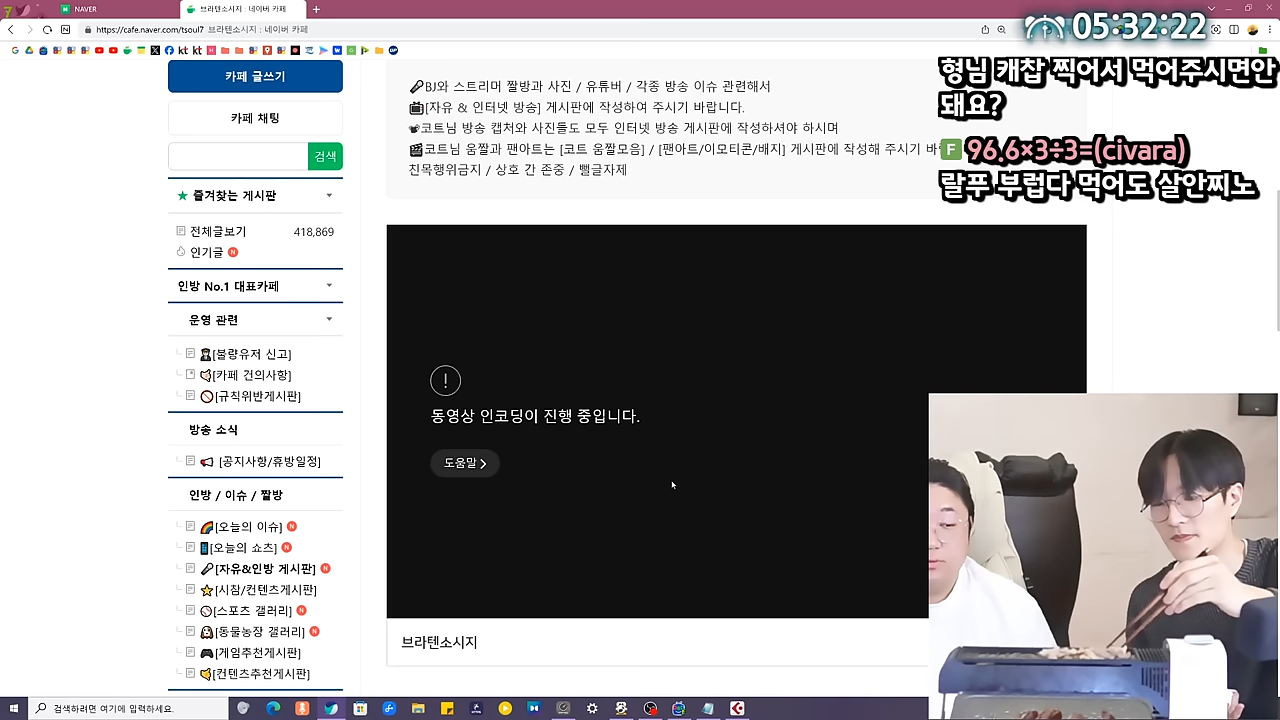 NAVER
브라텐소시지 : 네이버 카페
https://cafe.naver.com/tsoul7 브라텐소시지 : 네이버 카페
05:32:22
형님 캐찹 찍어서 먹어주시면안
돼요?
F 96.6×3÷3=(civara)
랄푸 부럽다 먹어도 살안찌노
카페 글쓰기
카페 채팅
검색
즐겨찾는 게시판
전체글보기 418,869
인기글 N
인방 No.1 대표카페
운영 관련
[불량유저 신고]
[카페 건의사항]
[규칙위반게시판]
방송 소식
[공지사항/휴방일정]
인방 / 이슈 / 짤방
[오늘의 이슈] N
[오늘의 쇼츠] N
[자유&인방 게시판] N
[시참/컨텐츠게시판]
[스포츠 갤러리] N
[동물농장 갤러리] N
[게임추천게시판]
[컨텐츠추천게시판]
BJ와 스트리머 짤방과 사진 / 유튜버 / 각종 방송 이슈 관련해서
[자유 & 인터넷 방송] 게시판에 작성하여 주시기 바랍니다.
코트님 방송 캡처와 사진들도 모두 인터넷 방송 게시판에 작성하셔야 하시며
코트님 움짤과 팬아트는 [코트 움짤모음] / [팬아트/이모티콘/배지] 게시판에 작성해 주시기
친목행위금지 / 상호 간 존중 / 뻘글자제
동영상 인코딩이 진행 중입니다.
도움말
브라텐소시지
검색하려면 여기에 입력하세요.